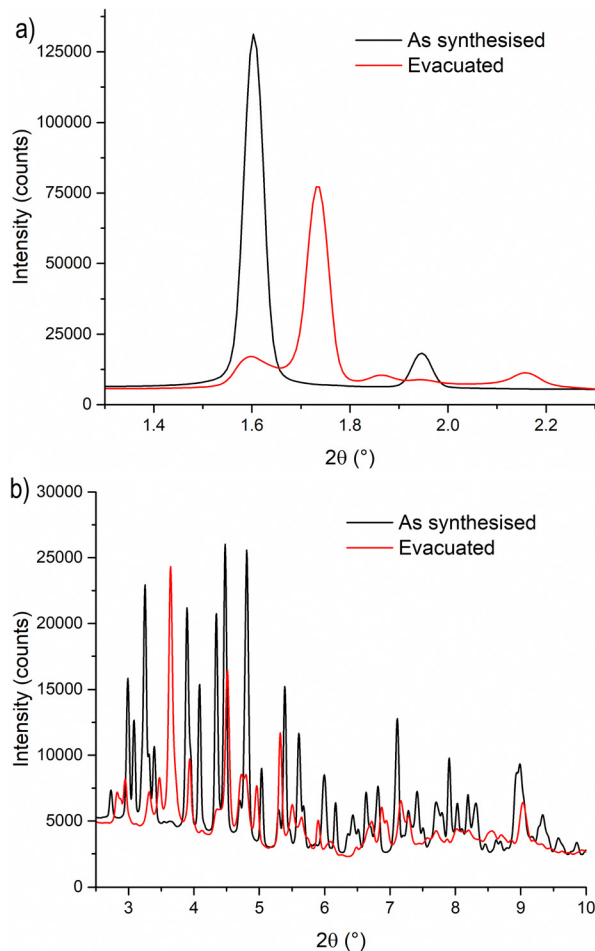 a)
As synthesised
Evacuated
125000
100000
75000
50000
25000
0
Intensity (counts)
1.4 1.6 1.8 2.0 2.2
2θ (°)
b)
As synthesised
Evacuated
30000
25000
20000
15000
10000
5000
0
Intensity (counts)
3 4 5 6 7 8 9 10
2θ (°)